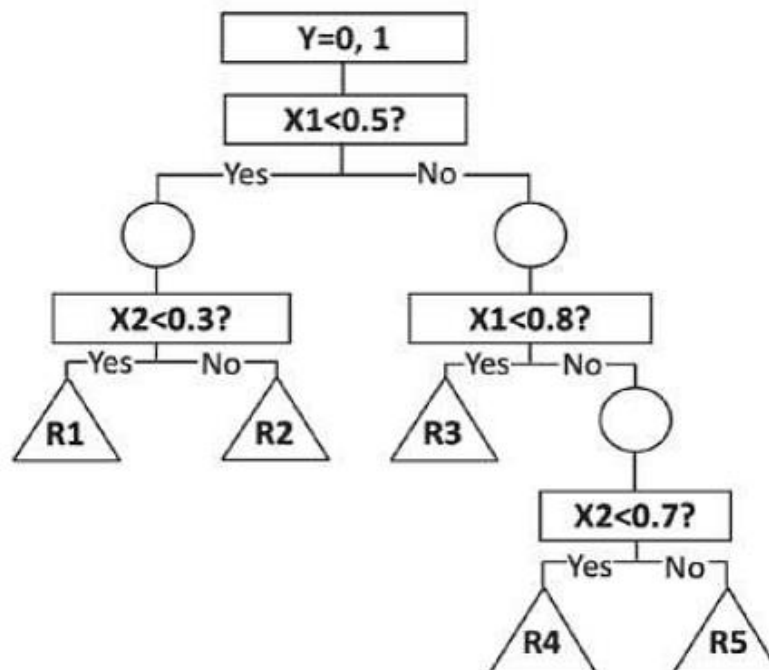 Y=0, 1
X1<0.5?
Yes No
X2<0.3? X1<0.8?
Yes No Yes No
R1 R2 R3
X2<0.7?
Yes No
R4 R5